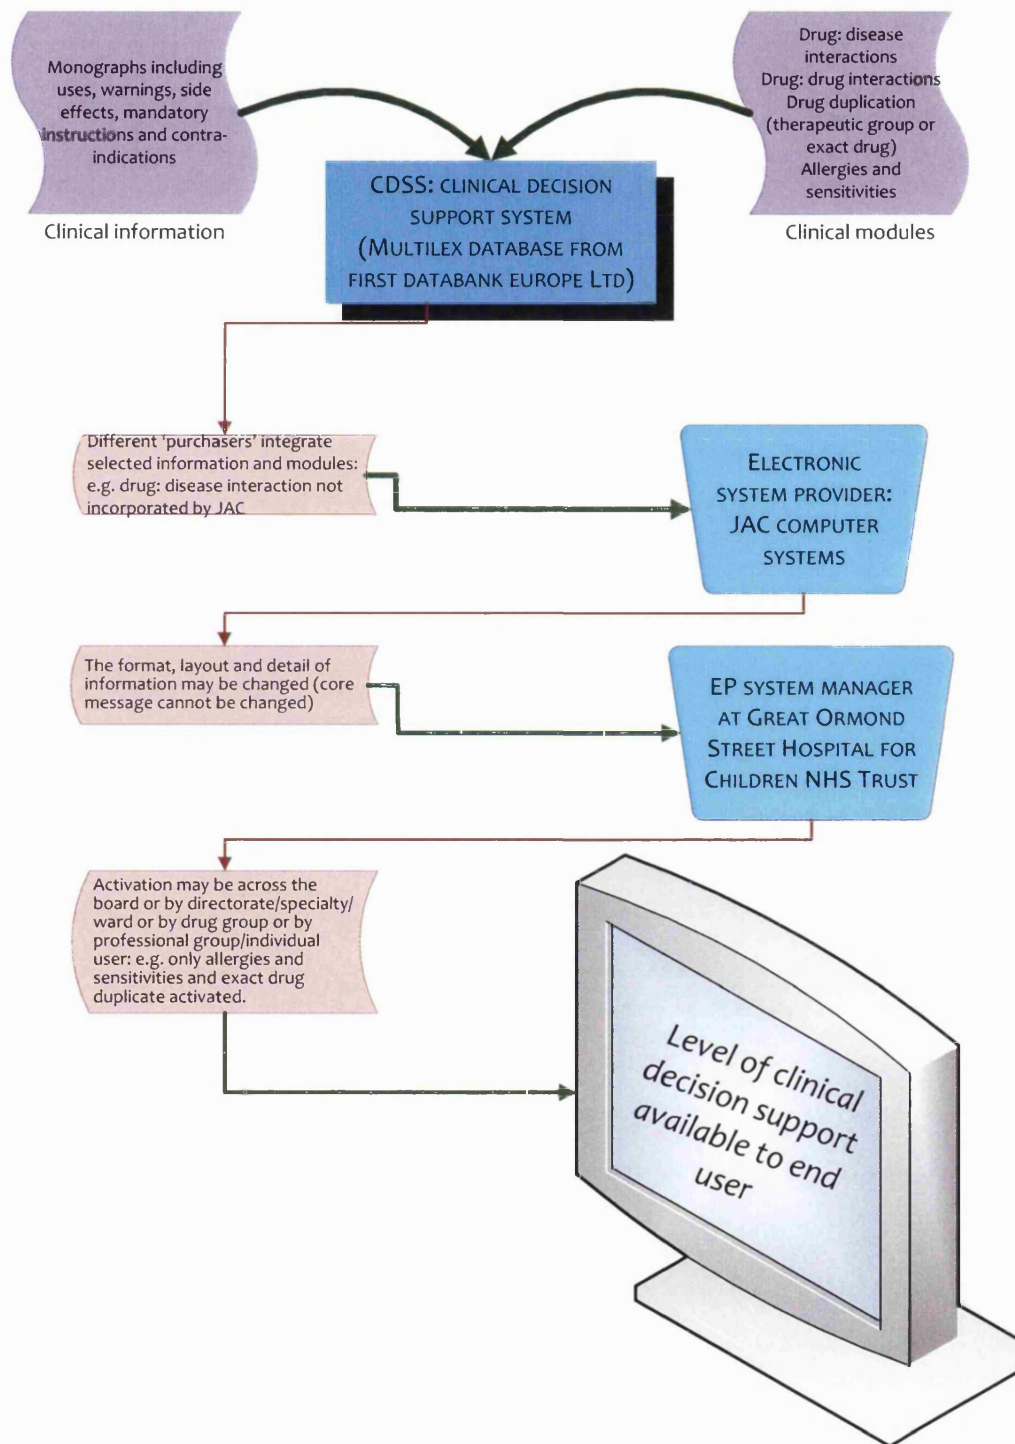 Monographs including
uses, warnings, side
effects, mandatory
instructions and contra-
indications
Clinical information
Drug: disease
interactions
Drug: drug interactions
Drug duplication
(therapeutic group or
exact drug)
Allergies and
sensitivities
Clinical modules
CDSS: CLINICAL DECISION
SUPPORT SYSTEM
(MULTILEX DATABASE FROM
FIRST DATABANK EUROPE LTD)
Different 'purchasers' integrate
selected information and modules:
e.g. drug: disease interaction not
incorporated by JAC
ELECTRONIC
SYSTEM PROVIDER:
JAC COMPUTER
SYSTEMS
The format, layout and detail of
information may be changed (core
message cannot be changed)
EP SYSTEM MANAGER
AT GREAT ORMOND
STREET HOSPITAL FOR
CHILDREN NHS TRUST
Activation may be across the
board or by directorate/specialty/
ward or by drug group or by
professional group/individual
user: e.g. only allergies and
sensitivities and exact drug
duplicate activated.
Level of clinical
decision support
available to end
user